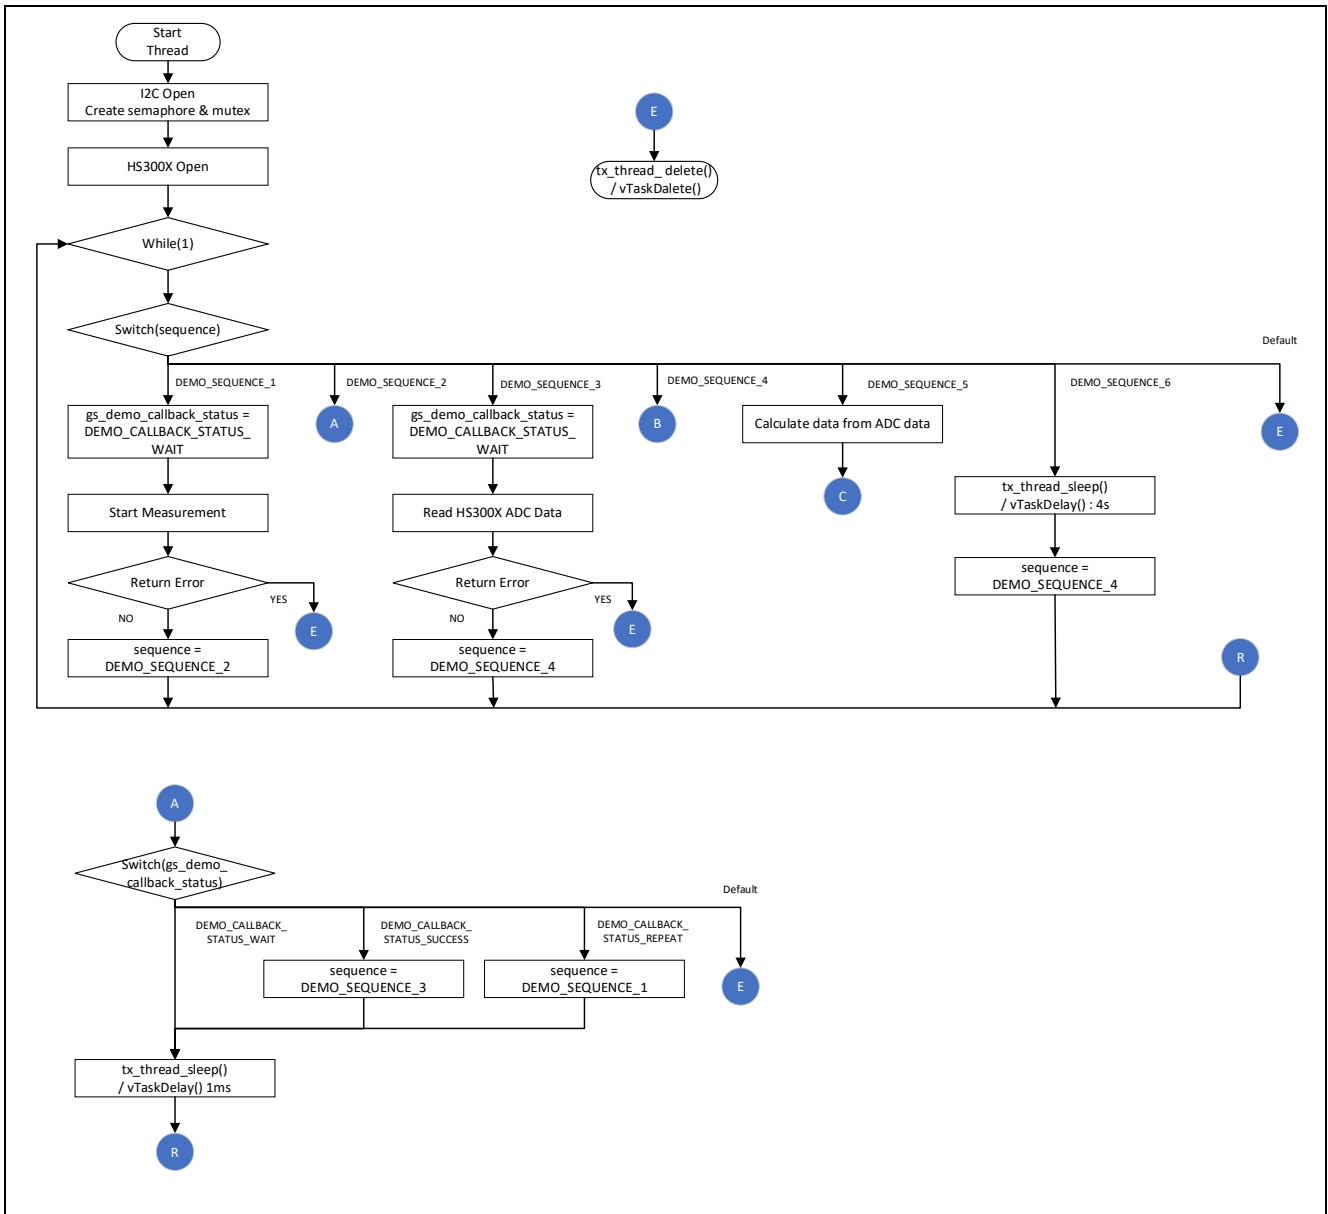 Start
Thread
I2C Open
Create semaphore & mutex
E
HS300X Open
tx_thread_ delete()
/ vTaskDalete()
While(1)
Switch(sequence)
Default
DEMO_SEQUENCE_1
DEMO_SEQUENCE_2
DEMO_SEQUENCE_3
DEMO_SEQUENCE_4
DEMO_SEQUENCE_5
DEMO_SEQUENCE_6
gs_demo_callback_status =
DEMO_CALLBACK_STATUS_
WAIT
A
gs_demo_callback_status =
DEMO_CALLBACK_STATUS_
WAIT
B
Calculate data from ADC data
E
C
Start Measurement
Read HS300X ADC Data
tx_thread_sleep()
/ vTaskDelay() : 4s
Return Error
YES
NO
E
Return Error
YES
NO
E
sequence =
DEMO_SEQUENCE_4
sequence =
DEMO_SEQUENCE_2
sequence =
DEMO_SEQUENCE_4
R
A
Switch(gs_demo_
callback_status)
Default
DEMO_CALLBACK_
STATUS_WAIT
DEMO_CALLBACK_
STATUS_SUCCESS
DEMO_CALLBACK_
STATUS_REPEAT
sequence =
DEMO_SEQUENCE_3
sequence =
DEMO_SEQUENCE_1
E
tx_thread_sleep()
/ vTaskDelay() 1ms
R